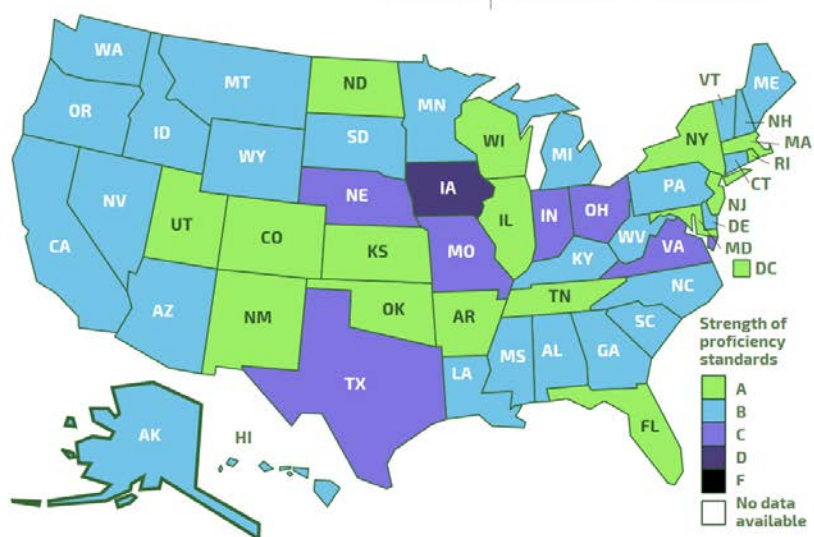 WA
MT
ND
MN
VT
ME
OR
ID
SD
WI
NH
NY
MA
WY
MI
RI
CT
NV
NE
IA
PA
NJ
CA
UT
CO
KS
MO
IL
IN
OH
WV
DE
MD
VA
KY
DC
AZ
NM
OK
AR
TN
NC
SC
TX
LA
MS
AL
GA
FL
AK
HI
Strength of
proficiency
standards
A
B
C
D
F
No data
available